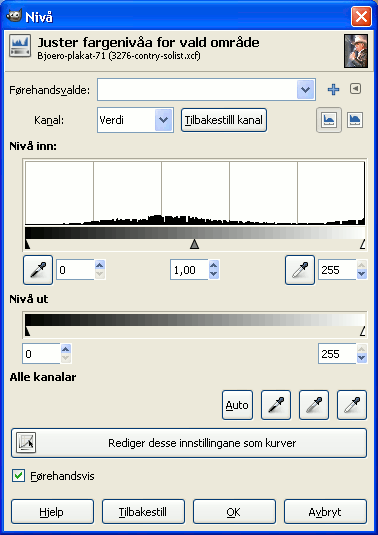 Nivå
Juster fargenivåa for vald område
Bjoero-plakat-71 (3276-contry-solist.xcf)
Førehandsvalde:
Kanal: Verdi Tilbakestilll kanal
Nivå inn:
0 1,00 255
Nivå ut
0 255
Alle kanalar
Auto
Rediger desse innstillingane som kurver
Førehandsvis
Hjelp Tilbakestill OK Avbryt